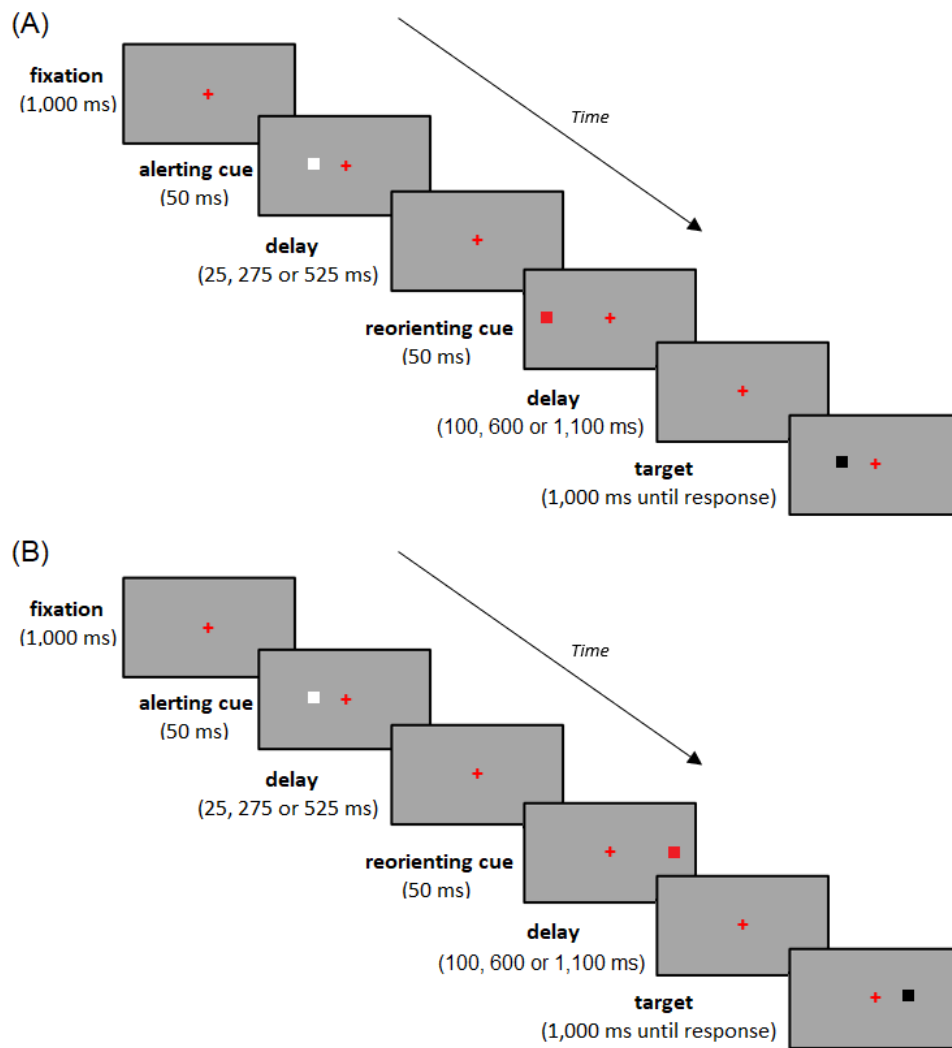 (A)
fixation
(1,000 ms)
Time
alerting cue
(50 ms)
delay
(25, 275 or 525 ms)
reorienting cue
(50 ms)
delay
(100, 600 or 1,100 ms)
target
(1,000 ms until response)
(B)
fixation
(1,000 ms)
Time
alerting cue
(50 ms)
delay
(25, 275 or 525 ms)
reorienting cue
(50 ms)
delay
(100, 600 or 1,100 ms)
target
(1,000 ms until response)